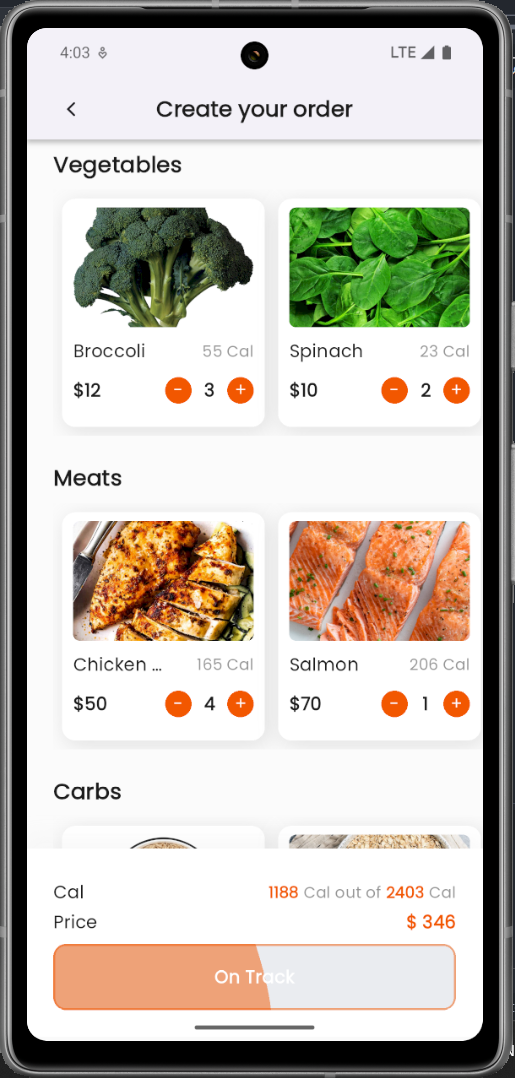 4:03 LTE
Create your order
Vegetables
Broccoli 55 Cal Spinach 23 Cal
$12 - 3 + $10 - 2 +
Meats
Chicken ... 165 Cal Salmon 206 Cal
$50 - 4 + $70 - 1 +
Carbs
Cal 1188 Cal out of 2403 Cal
Price $ 346
On Track